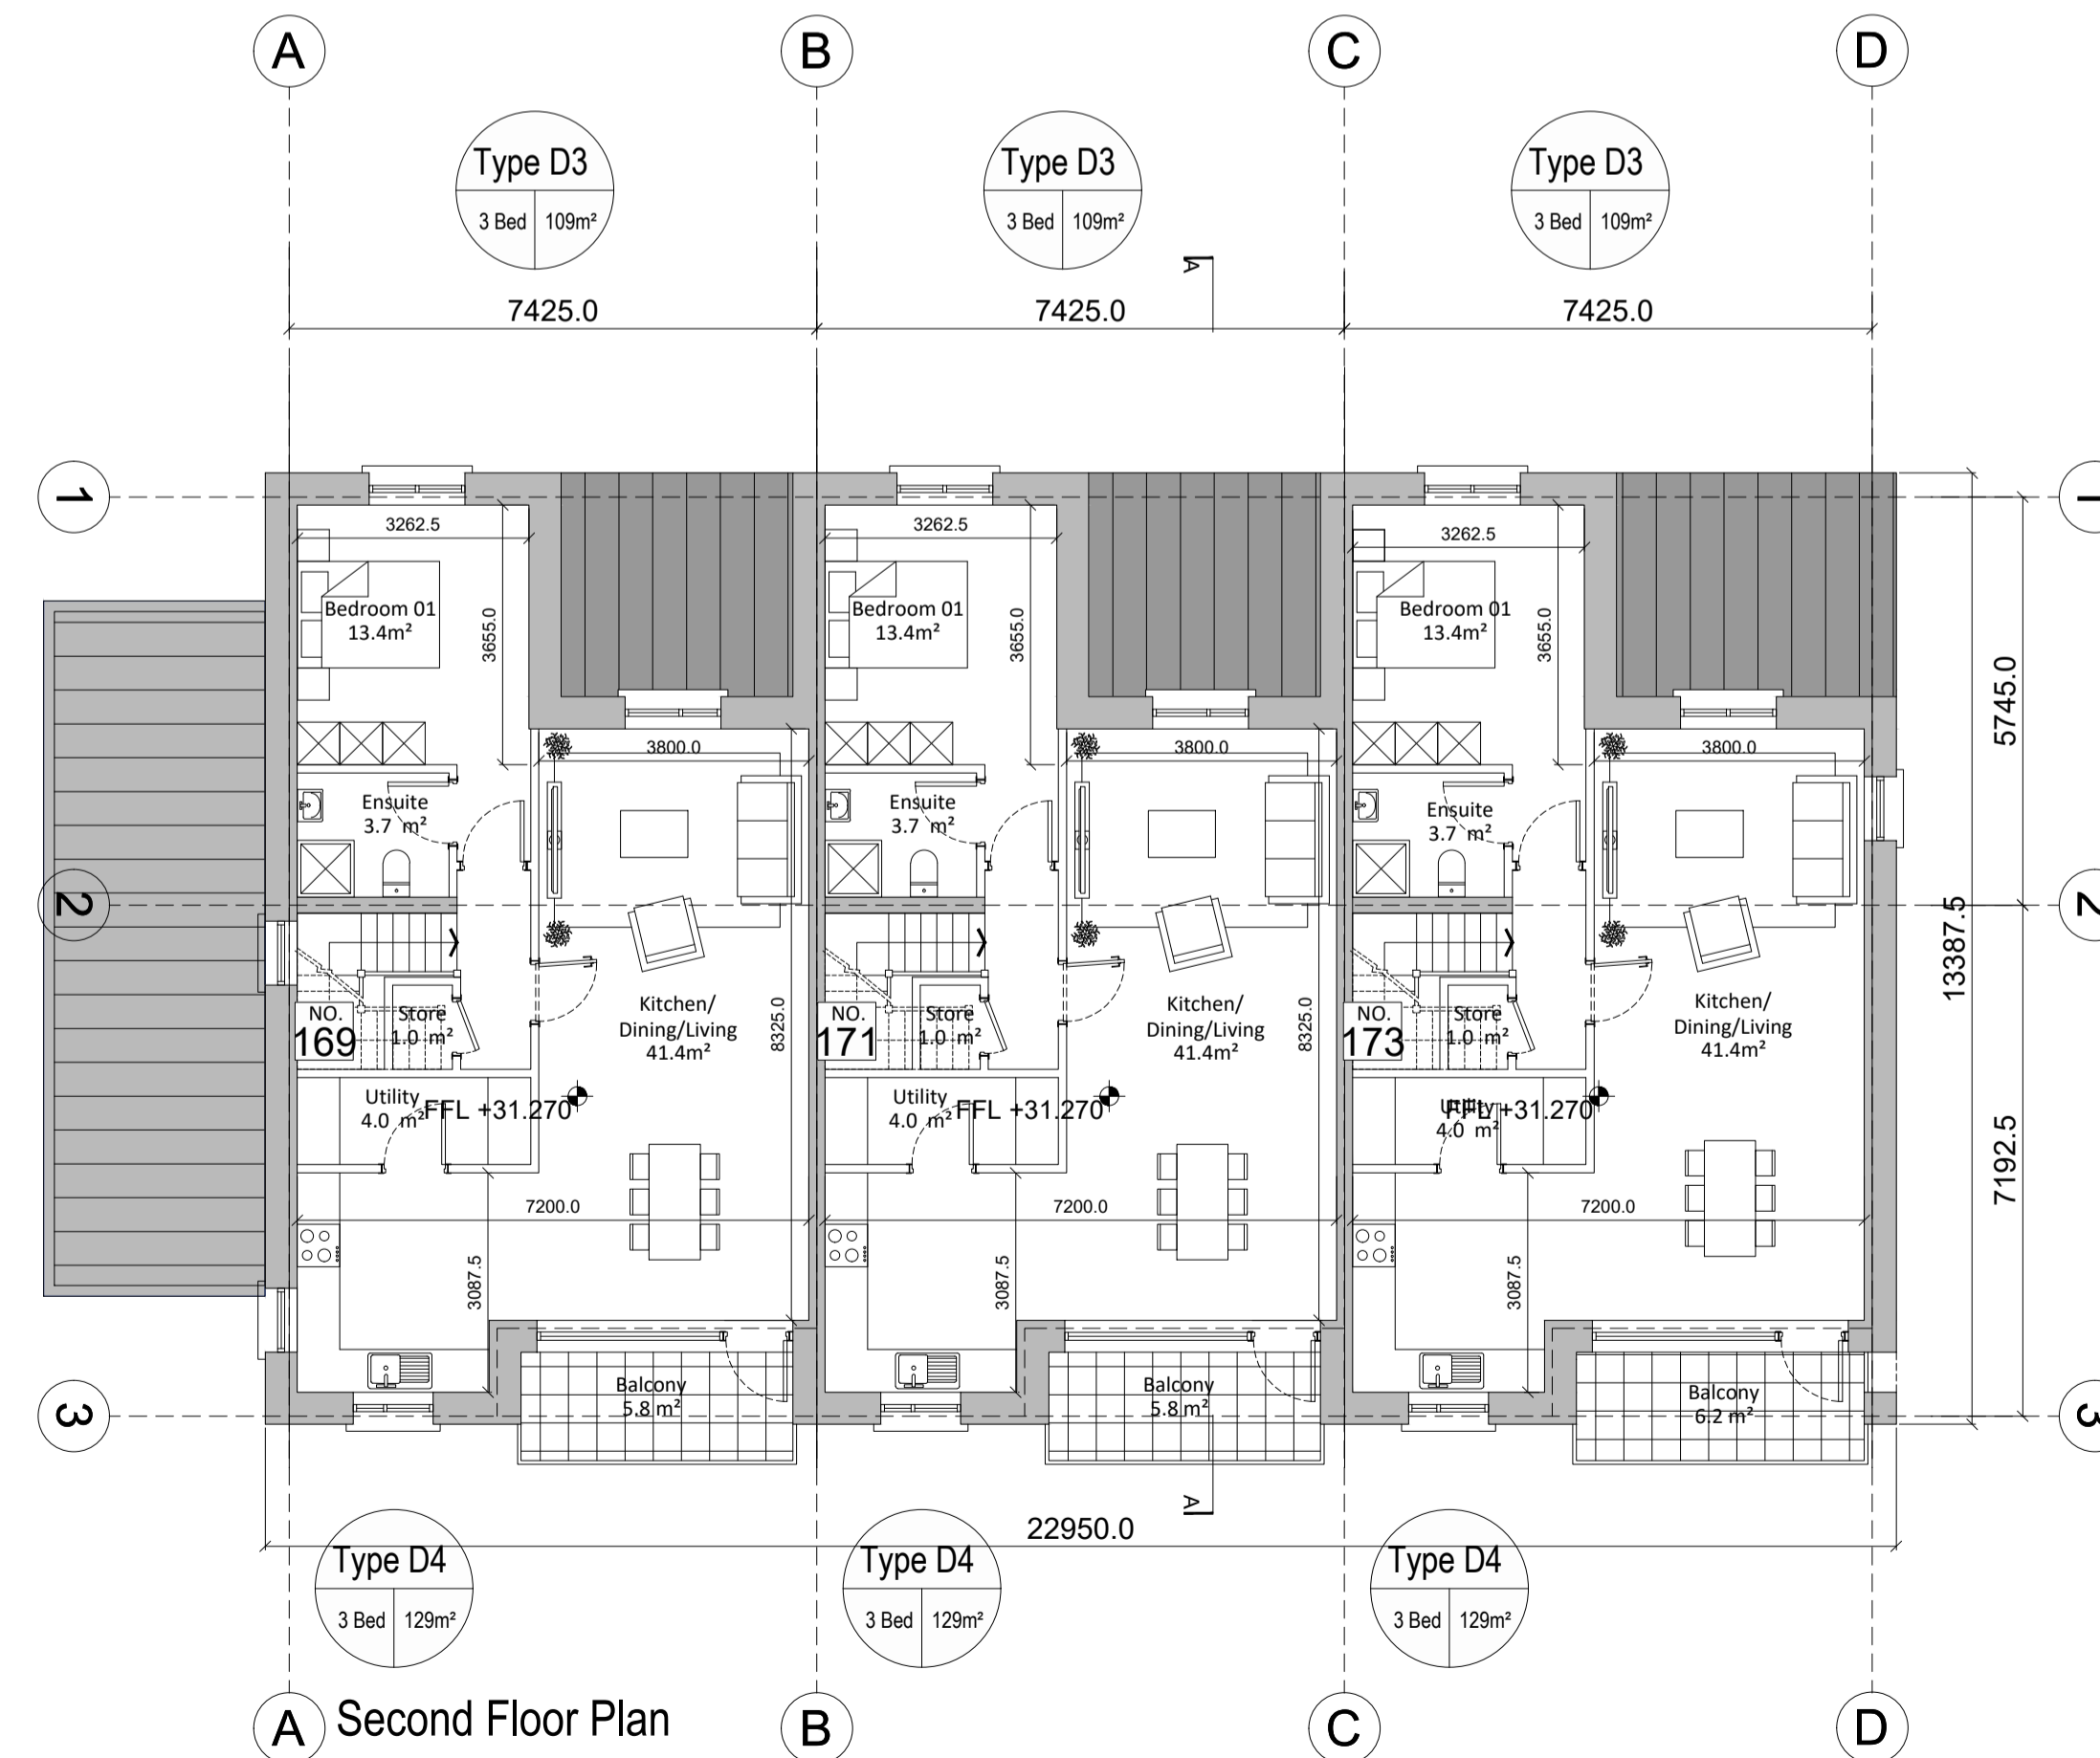 A B C D
Type D3 Type D3 Type D3
3 Bed 109m² 3 Bed 109m² 3 Bed 109m²
A
7425.0 7425.0 7425.0
1 1
3262.5 3262.5 3262.5
Bedroom 01 Bedroom 01 Bedroom 01
13.4m² 13.4m² 13.4m²
3655.0 3655.0 3655.0
5745.0
3800.0 3800.0 3800.0
Ensuite Ensuite Ensuite
3.7 m² 3.7 m² 3.7 m²
2 2
13387.5
NO. Store NO. Store NO. Store
169 1.0 m² 171 1.0 m² 173 1.0 m²
Kitchen/ Kitchen/ Kitchen/
Dining/Living Dining/Living Dining/Living
41.4m² 41.4m² 41.4m²
8325.0 8325.0
Utility Utility Utility
4.0 m² 4.0 m² 4.0 m²
FFL +31.270 FFL +31.270 FFL +31.270
7192.5
7200.0 7200.0 7200.0
3087.5 3087.5 3087.5
Balcony Balcony Balcony
5.8 m² 5.8 m² 6.2 m²
3 3
A
22950.0
Type D4 Type D4 Type D4
3 Bed 129m² 3 Bed 129m² 3 Bed 129m²
A Second Floor Plan B C D